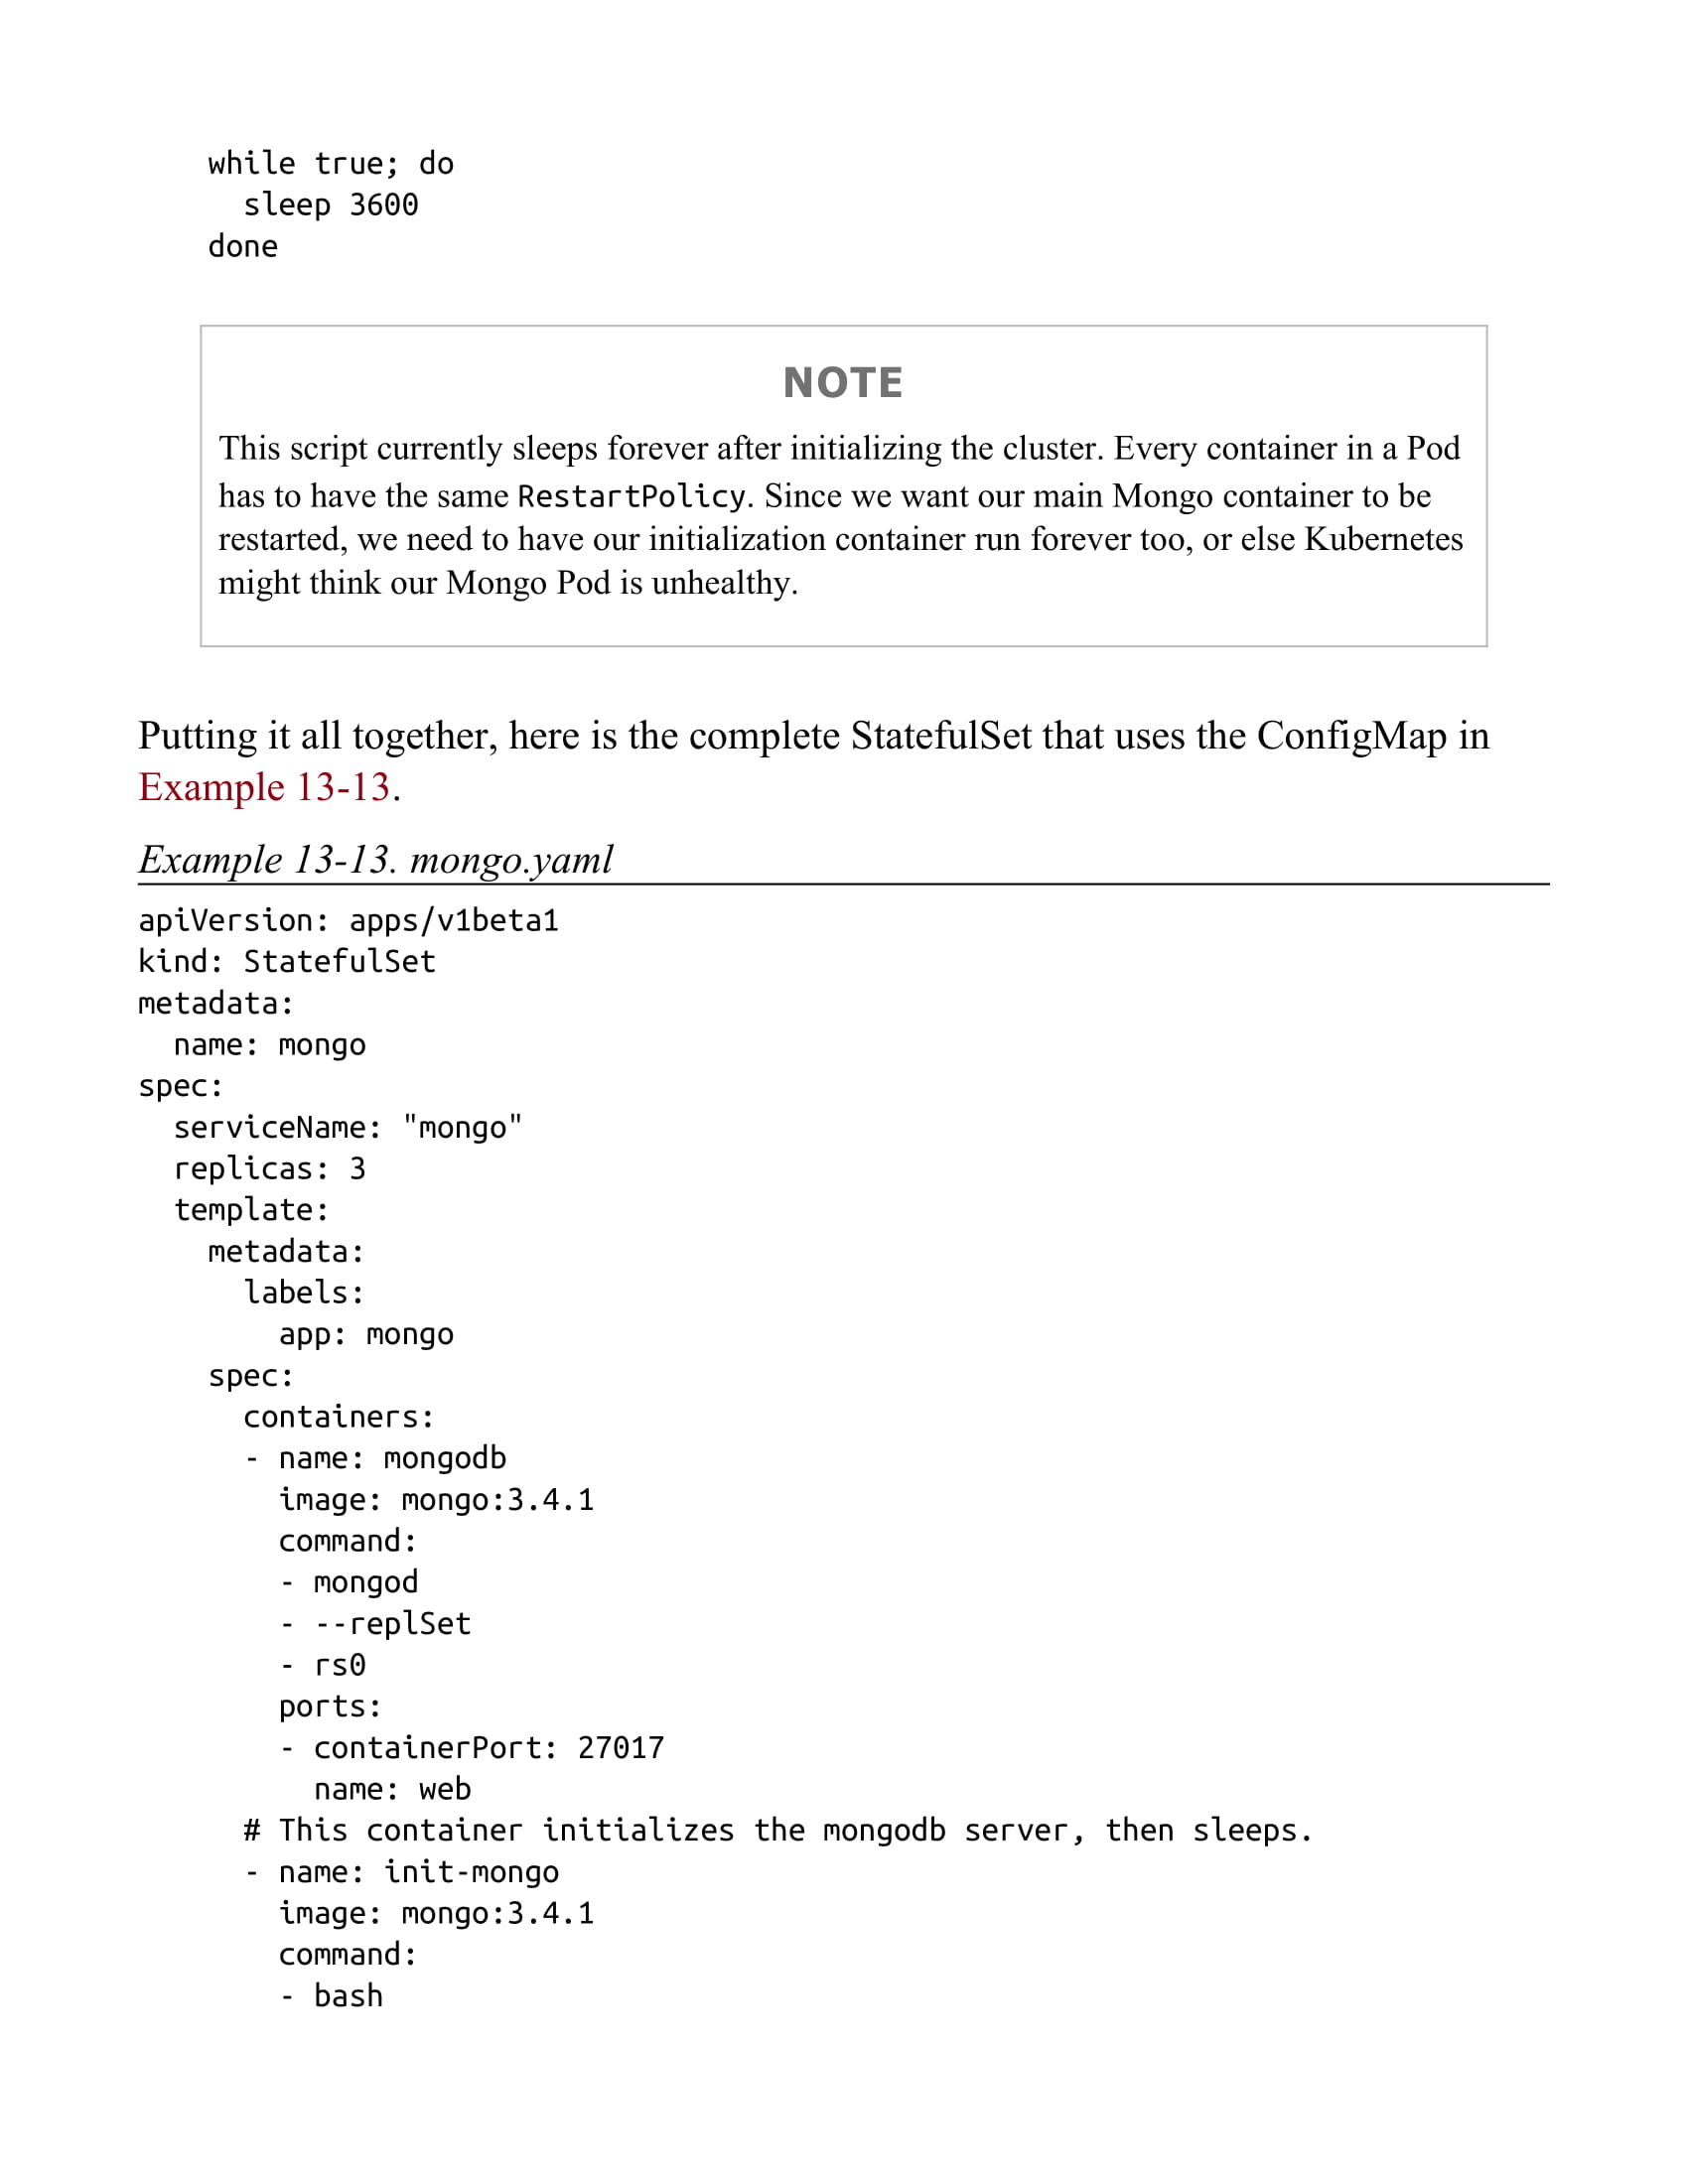 while true; do
  sleep 3600
done
NOTE
This script currently sleeps forever after initializing the cluster. Every container in a Pod
has to have the same RestartPolicy. Since we want our main Mongo container to be
restarted, we need to have our initialization container run forever too, or else Kubernetes
might think our Mongo Pod is unhealthy.
Putting it all together, here is the complete StatefulSet that uses the ConfigMap in
Example 13-13.
Example 13-13. mongo.yaml
apiVersion: apps/v1beta1
kind: StatefulSet
metadata:
  name: mongo
spec:
  serviceName: "mongo"
  replicas: 3
  template:
    metadata:
      labels:
        app: mongo
    spec:
      containers:
      - name: mongodb
        image: mongo:3.4.1
        command:
        - mongod
        - --replSet
        - rs0
        ports:
        - containerPort: 27017
          name: web
      # This container initializes the mongodb server, then sleeps.
      - name: init-mongo
        image: mongo:3.4.1
        command:
        - bash